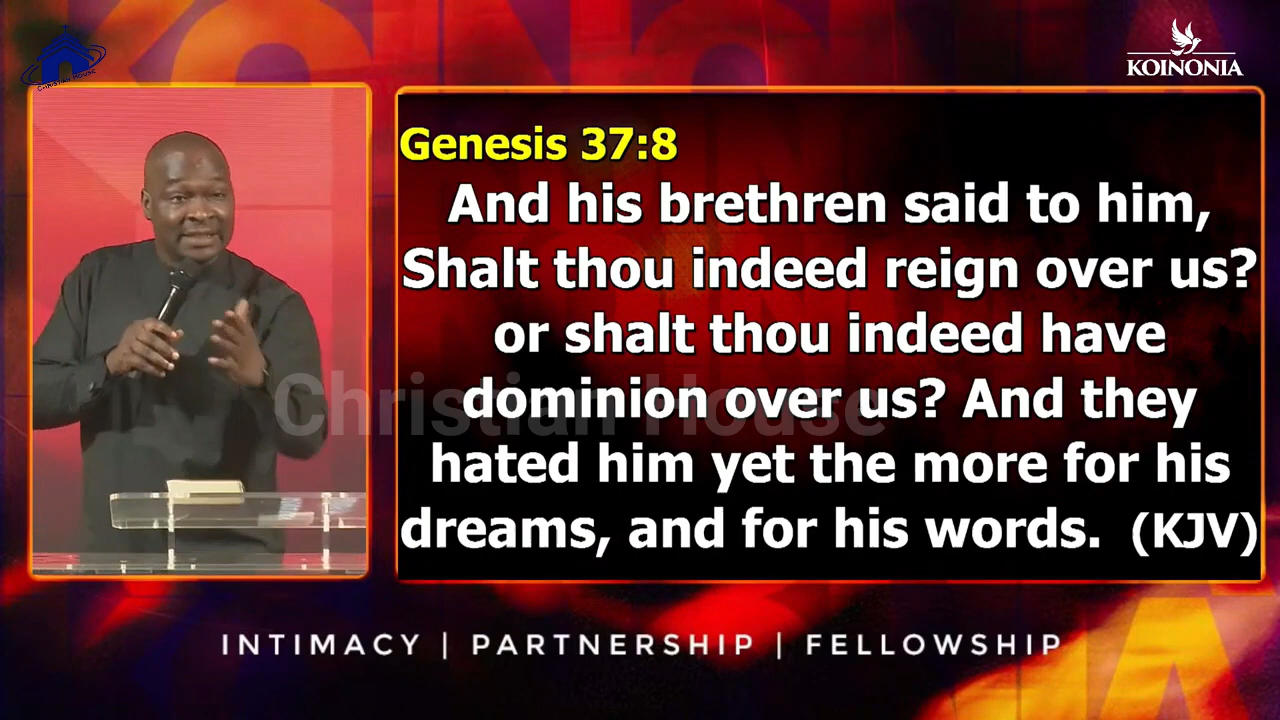 CHRISTIAN HOUSE
KOINONIA
Genesis 37:8
And his brethren said to him,
Shalt thou indeed reign over us?
or shalt thou indeed have
dominion over us? And they
hated him yet the more for his
dreams, and for his words. (KJV)
Christian House
INTIMACY | PARTNERSHIP | FELLOWSHIP